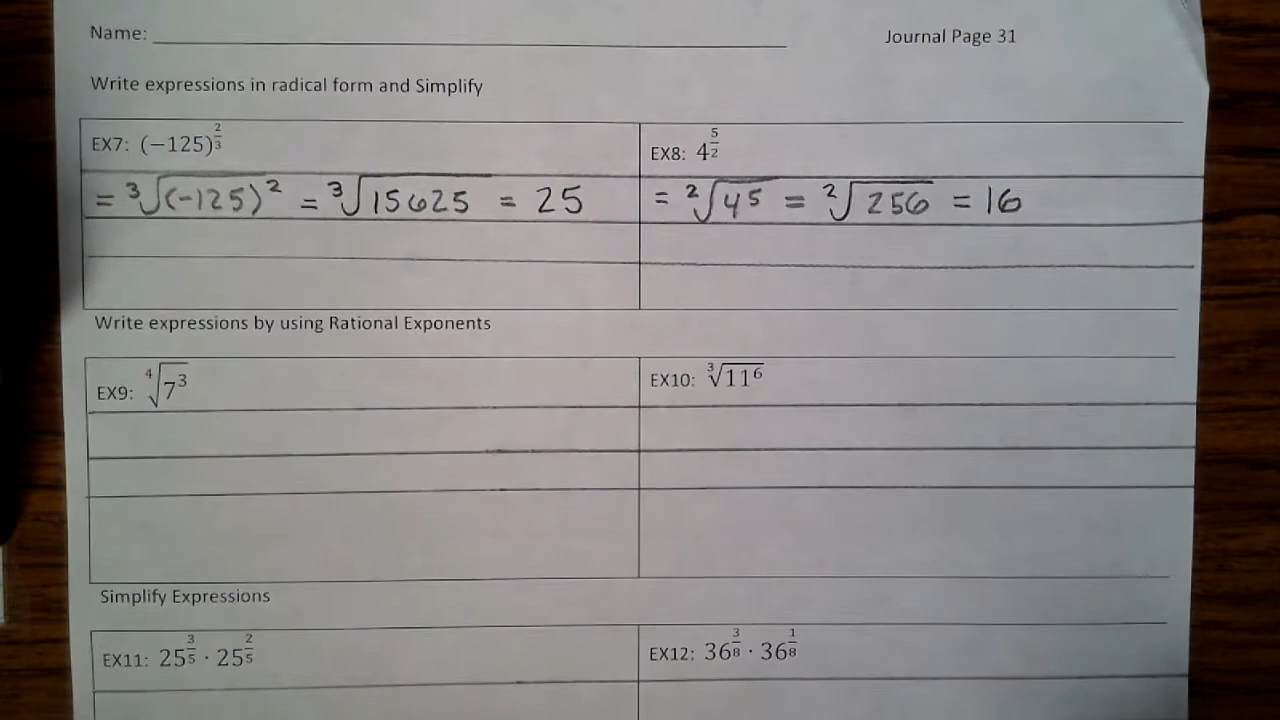 Name: ____ Journal Page 31
Write expressions in radical form and Simplify
EX7: (−125)^(2/3) EX8: 4^(5/2)
= ³√(-125)² = ³√15625 = 25 = ²√4⁵ = ²√256 = 16
Write expressions by using Rational Exponents
EX9: ⁴√7³ EX10: ³√11⁶
Simplify Expressions
EX11: 25^(3/5) · 25^(2/5) EX12: 36^(3/8) · 36^(1/8)